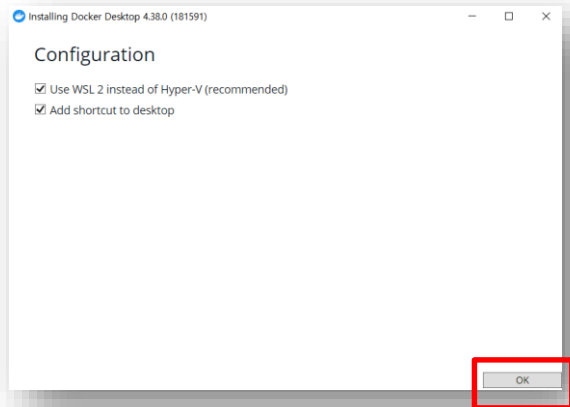 Installing Docker Desktop 4.38.0 (181591)
Configuration
Use WSL 2 instead of Hyper-V (recommended)
Add shortcut to desktop
OK